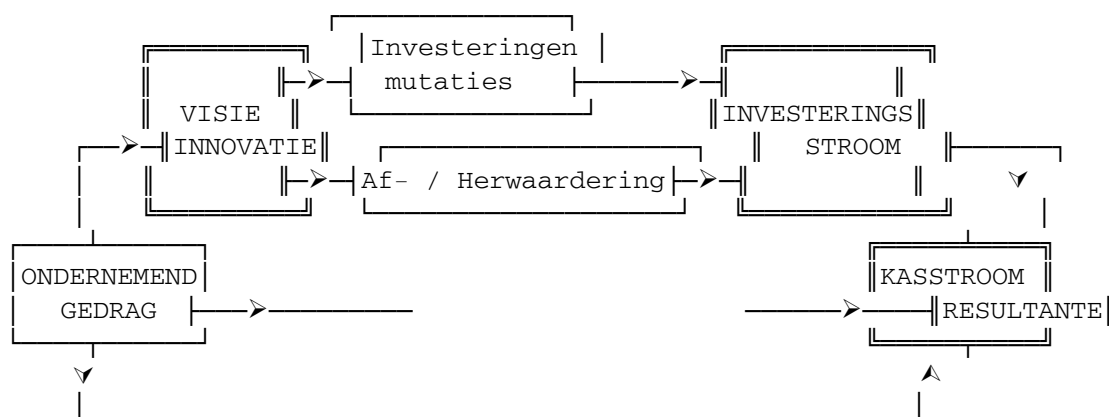 Investeringen
mutaties
VISIE
INNOVATIE
INVESTERINGS
STROOM
Af- / Herwaardering
ONDERNEMEND
GEDRAG
KASSTROOM
RESULTANTE